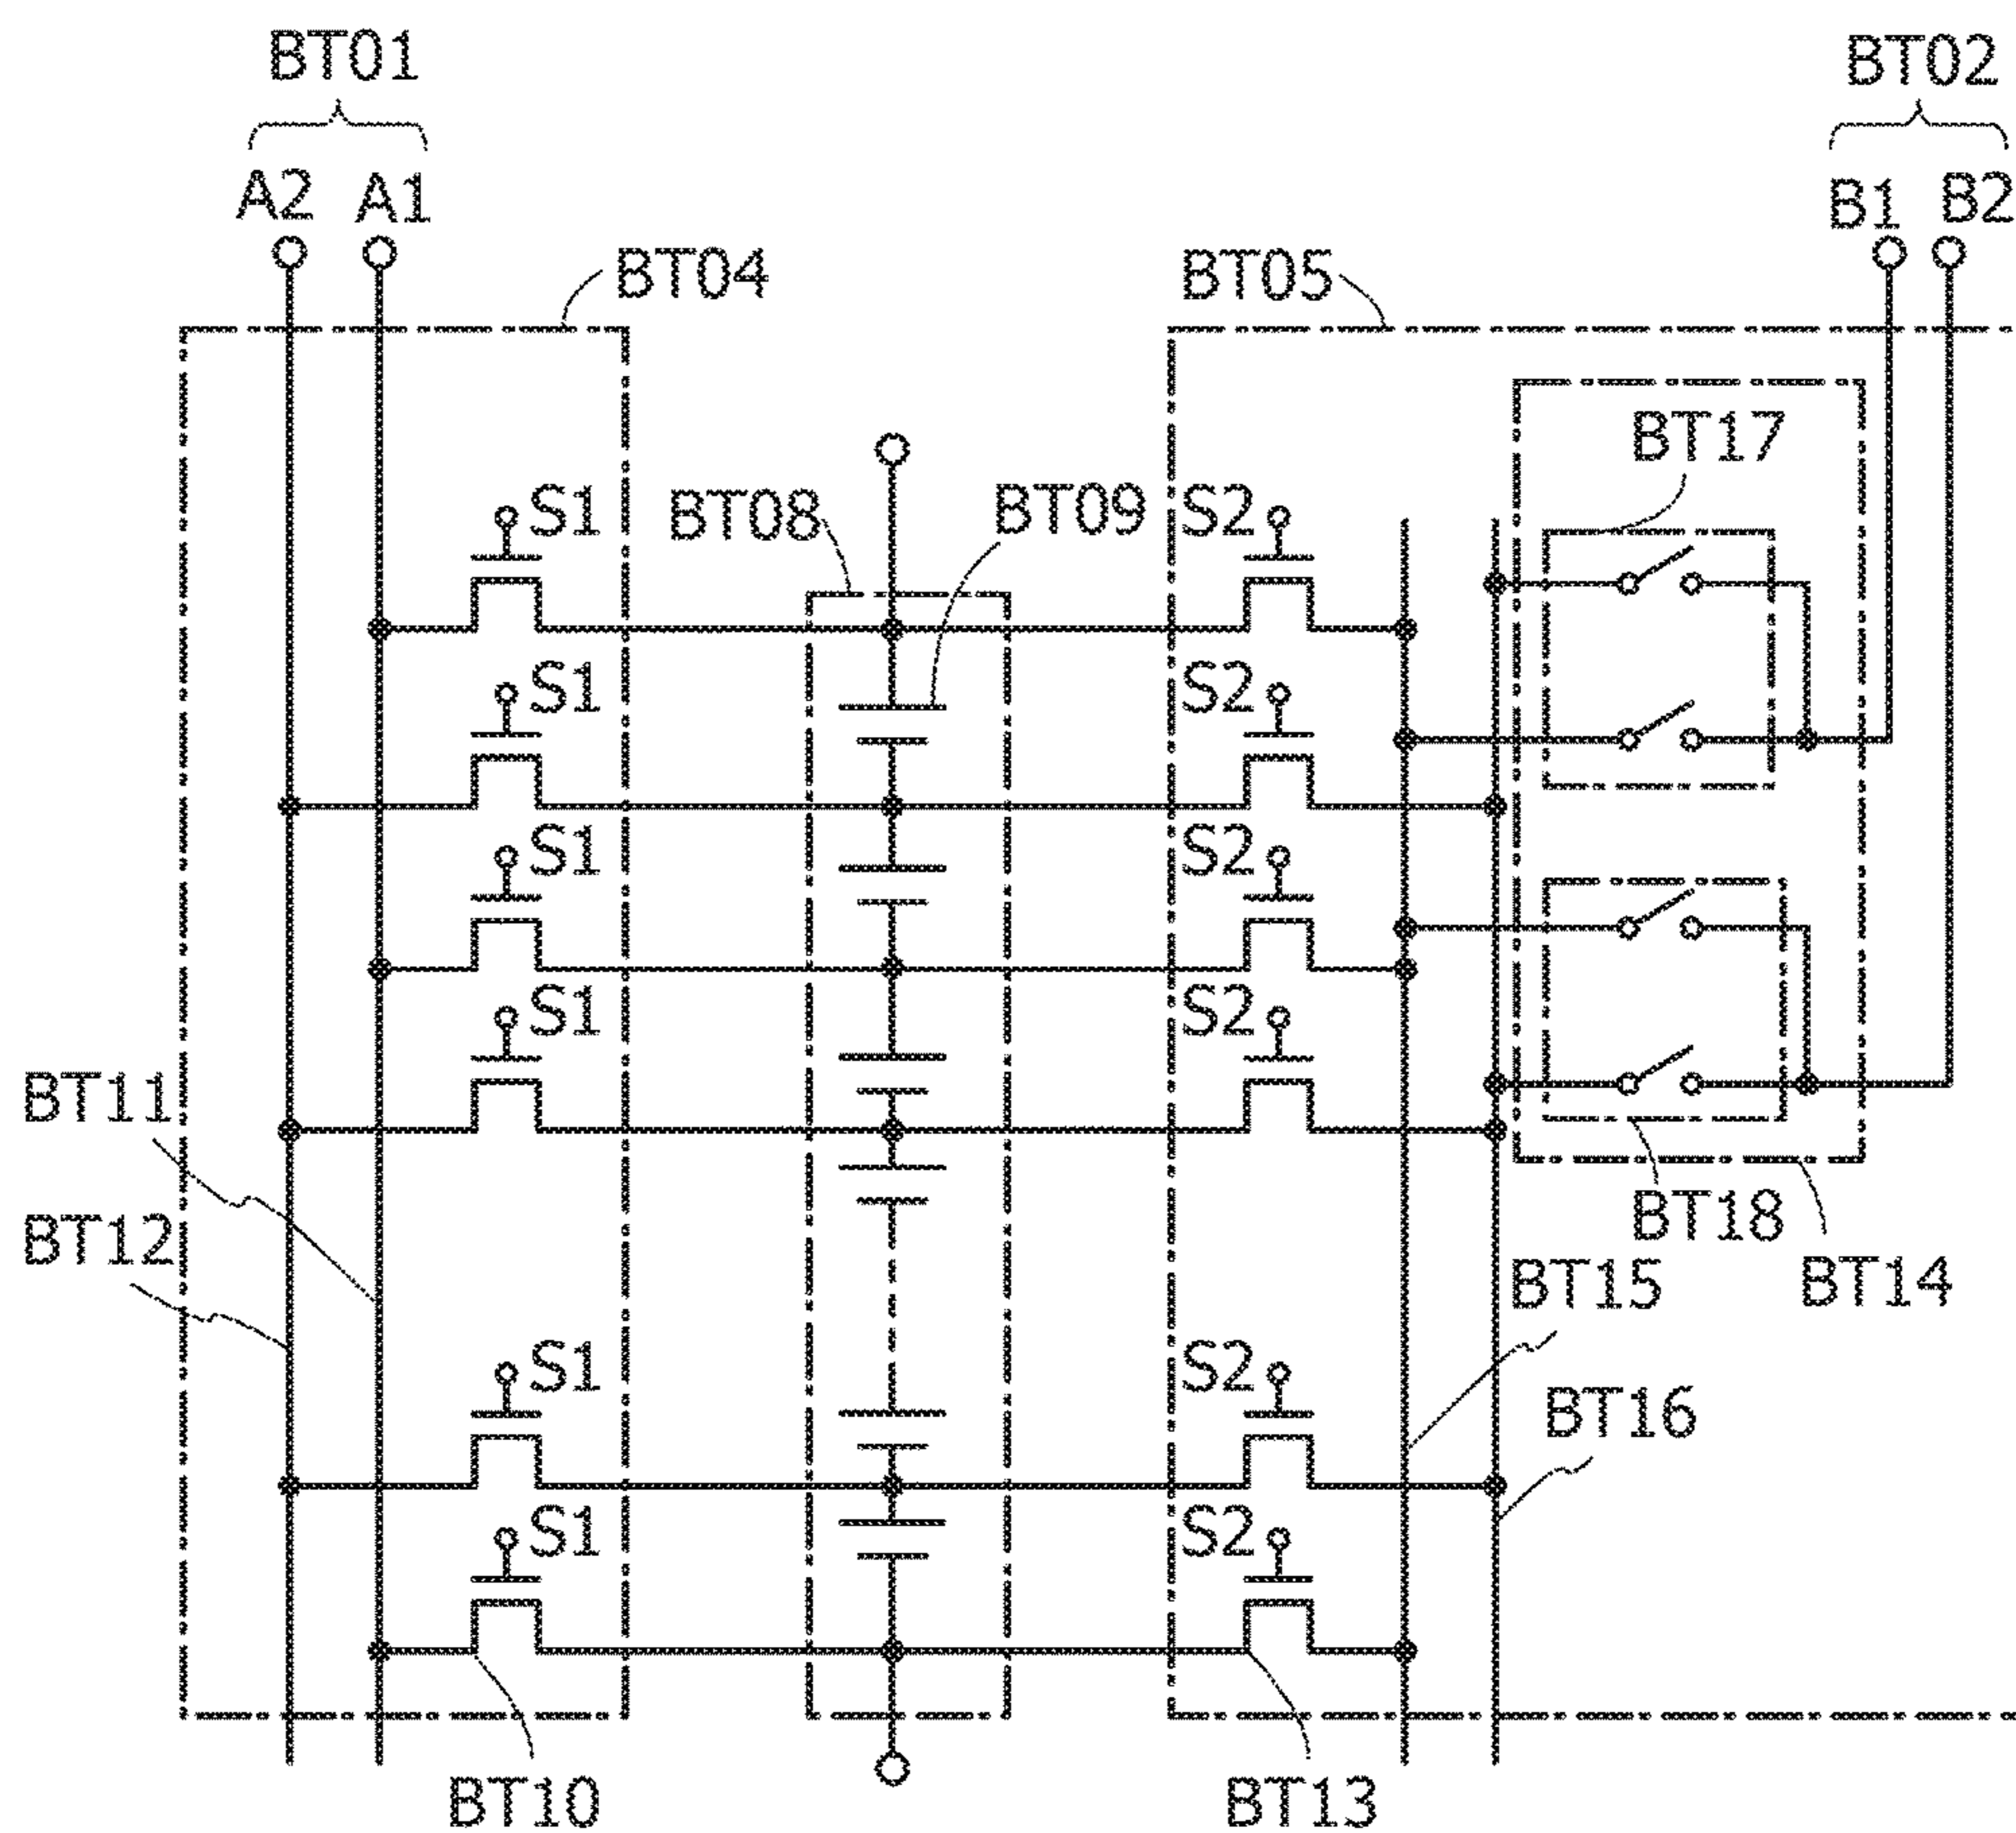 BT01
BT02
A2 A1
B1 B2
BT04
BT05
BT17
S1
BT08
BT09
S2
S1
S2
S1
S2
S1
S2
BT11
BT18
BT12
BT15
BT14
S1
S2
BT16
S1
S2
BT10
BT13